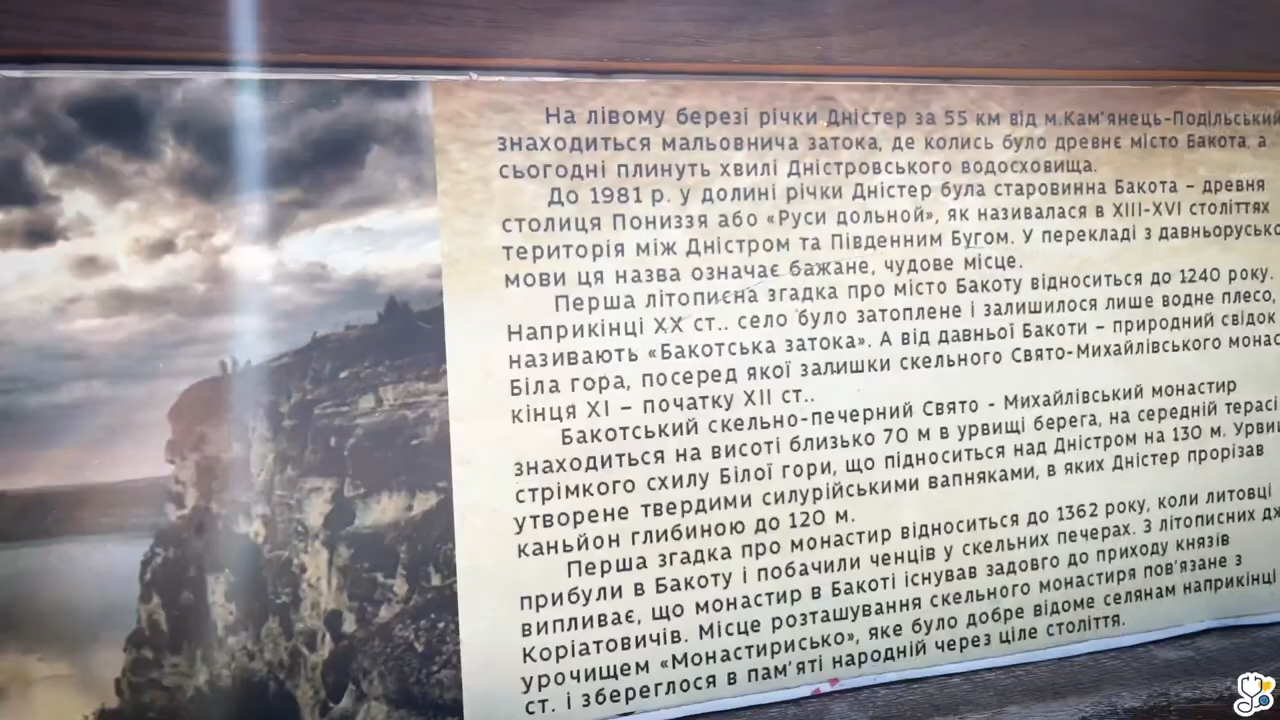 На лівому березі річки Дністер за 55 км від м.Кам'янець-Подільський
знаходиться мальовнича затока, де колись було древнє місто Бакота, а
сьогодні плинуть хвилі Дністровського водосховища.
До 1981 р. у долині річки Дністер була старовинна Бакота – древня
столиця Пониззя або «Руси дольной», як називалася в XIII-XVI століттях
територія між Дністром та Південним Бугом. У перекладі з
мови ця назва означає бажане, чудове місце.
Перша літописна згадка про місто Бакоту відноситься до 1240 року.
Наприкінці XX ст.. село було затоплене і залишилося лише водне плесо,
називають «Бакотська затока». А від давньої Бакоти – природний свідок
Біла гора, посеред якої залишки скельного Свято-Михайлівського
кінця XI – початку XII ст..
Бакотський скельно-печерний Свято - Михайлівський монастир
знаходиться на висоті близько 70 м в урвищі берега, на середній терасі
стрімкого схилу Білої гори, що підноситься над Дністром на 130 м.
утворене твердими силурійськими вапняками, в яких Дністер прорізав
каньйон глибиною до 120 м.
Перша згадка про монастир відноситься до 1362 року, коли литовці
прибули в Бакоту і побачили ченців у скельних печерах. З літописних
випливає, що монастир в Бакоті існував задовго до приходу князів
Коріатовичів. Місце розташування скельного монастиря пов'язане з
урочищем «Монастирисько», яке було добре відоме селянам наприкінці
ст. і збереглося в пам'яті народній через ціле століття.